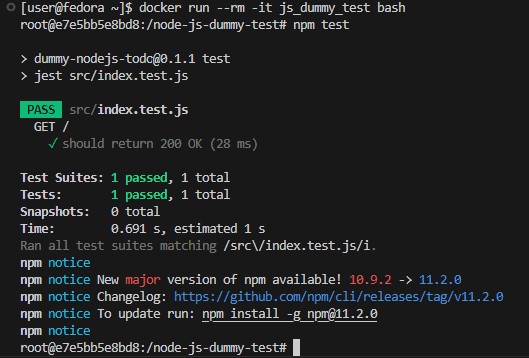 [user@fedora ~]$ docker run --rm -it js_dummy_test bash
root@e7e5bb5e8bd8:/node-js-dummy-test# npm test
> dummy-nodejs-todc@0.1.1 test
> jest src/index.test.js
PASS src/index.test.js
GET /
✓ should return 200 OK (28 ms)
Test Suites: 1 passed, 1 total
Tests: 1 passed, 1 total
Snapshots: 0 total
Time: 0.691 s, estimated 1 s
Ran all test suites matching /src\/index.test.js/i.
npm notice
npm notice New major version of npm available! 10.9.2 -> 11.2.0
npm notice Changelog: https://github.com/npm/cli/releases/tag/v11.2.0
npm notice To update run: npm install -g npm@11.2.0
npm notice
root@e7e5bb5e8bd8:/node-js-dummy-test#